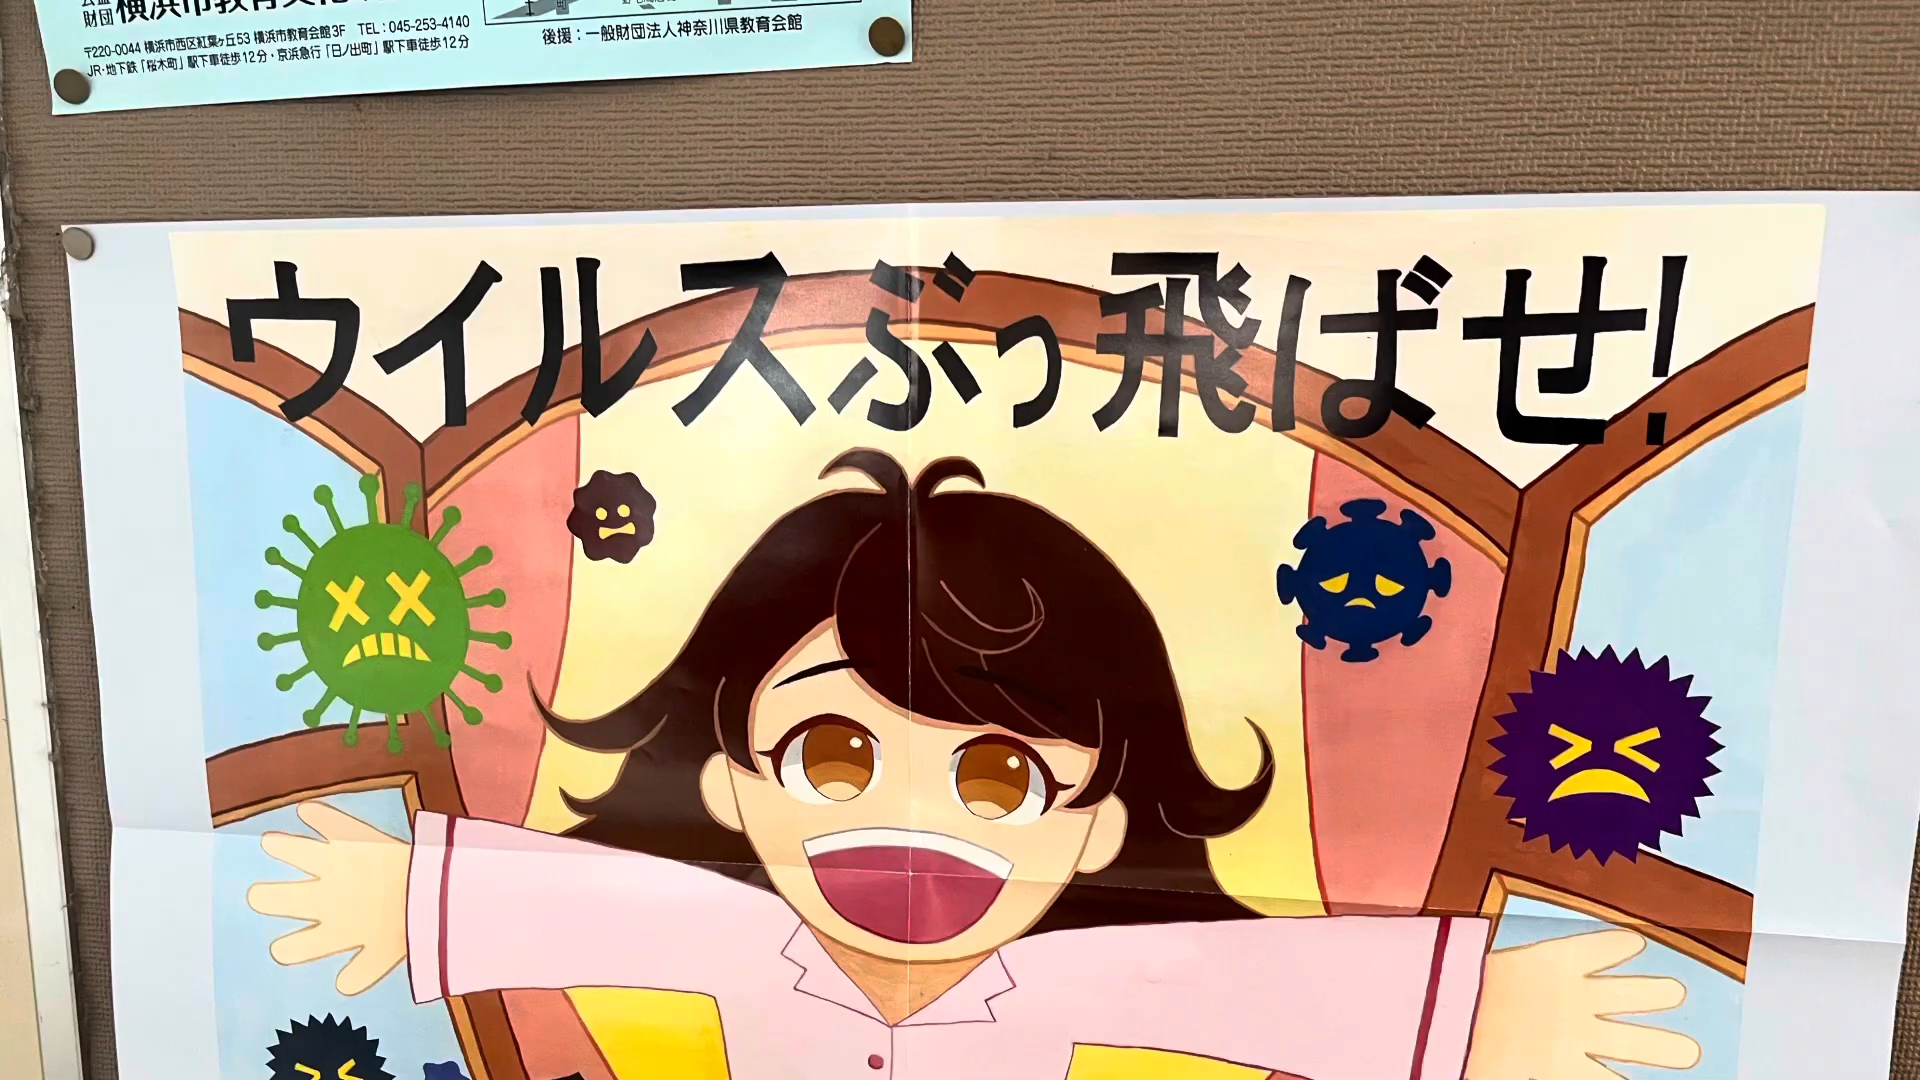 財団 横浜市教育文化
〒220-0044 横浜市西区紅葉ヶ丘53 横浜市教育会館3F TEL:045-253-4140
JR・地下鉄「桜木町」駅下車徒歩12分・京浜急行「日ノ出町」駅下車徒歩12分
後援:一般財団法人神奈川県教育会館
ウイルスぶっ飛ばせ!